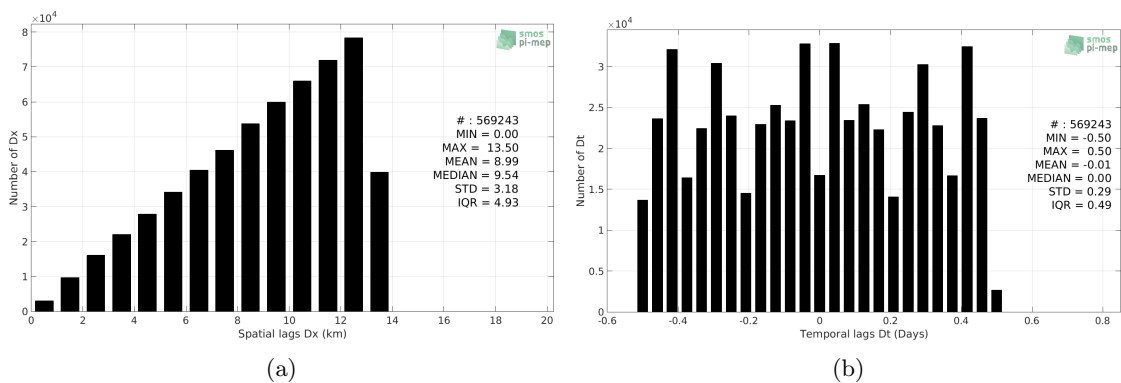 ×10⁴
8
7
6
5
4
3
2
1
0
Number of Dx
smos
pi-mep
# : 569243
MIN = 0.00
MAX = 13.50
MEAN = 8.99
MEDIAN = 9.54
STD = 3.18
IQR = 4.93
0 2 4 6 8 10 12 14 16 18 20
Spatial lags Dx (km)
(a)
×10⁴
3
2.5
2
1.5
1
0.5
0
Number of Dt
smos
pi-mep
# : 569243
MIN = -0.50
MAX = 0.50
MEAN = -0.01
MEDIAN = 0.00
STD = 0.29
IQR = 0.49
-0.6 -0.4 -0.2 0 0.2 0.4 0.6 0.8
Temporal lags Dt (Days)
(b)